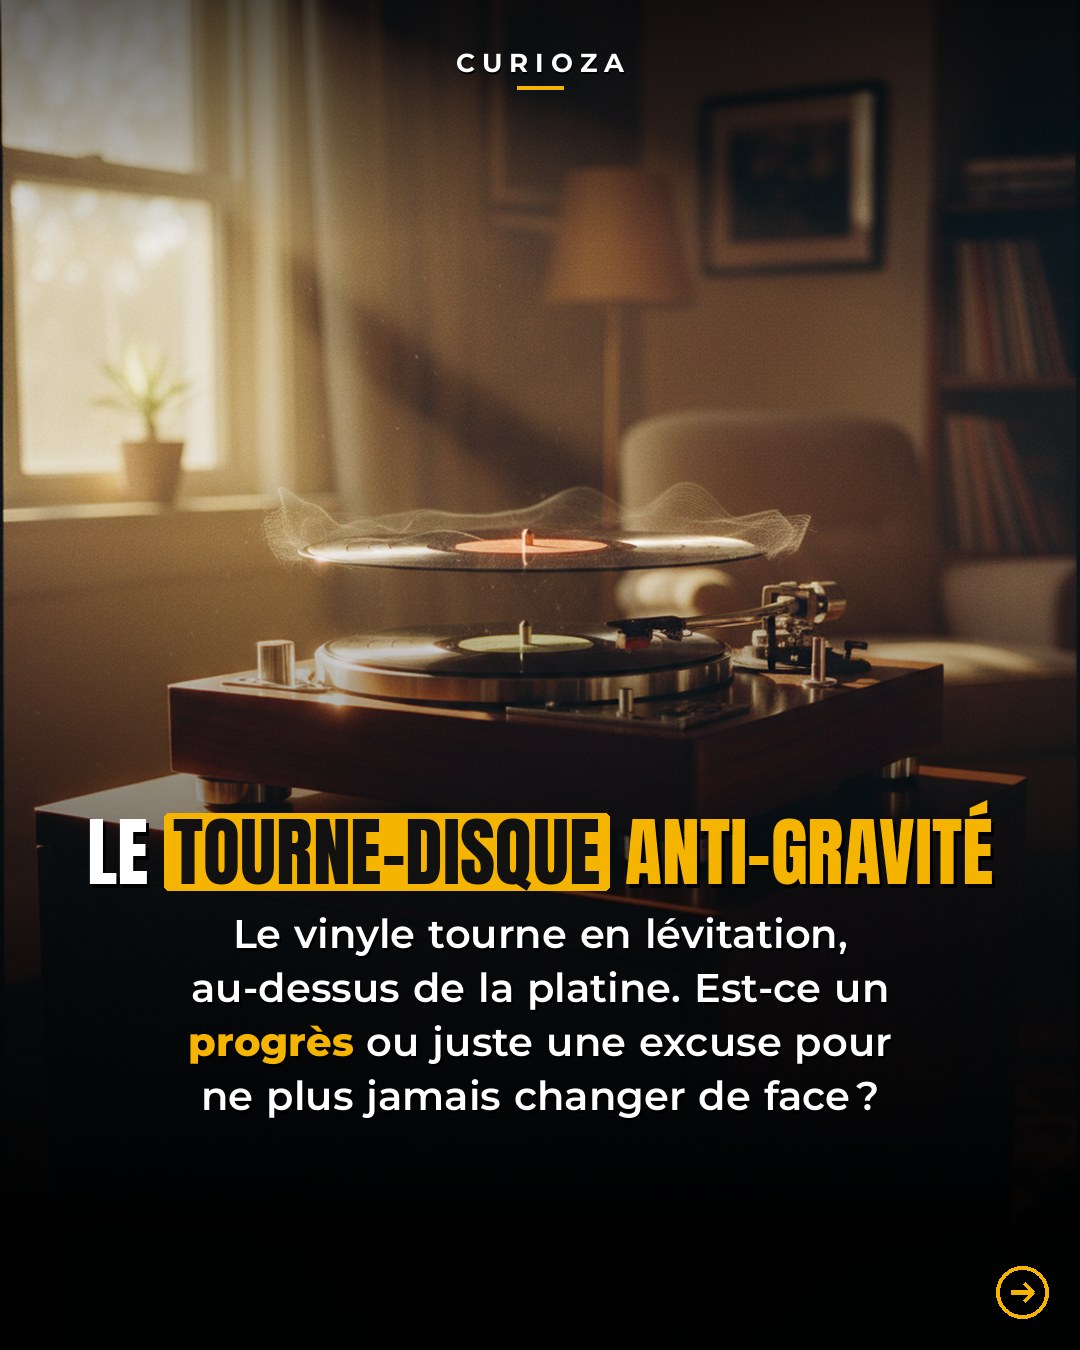 CURIOZA
LE TOURNE-DISQUE ANTI-GRAVITÉ
Le vinyle tourne en lévitation,
au-dessus de la platine. Est-ce un
progrès ou juste une excuse pour
ne plus jamais changer de face ?